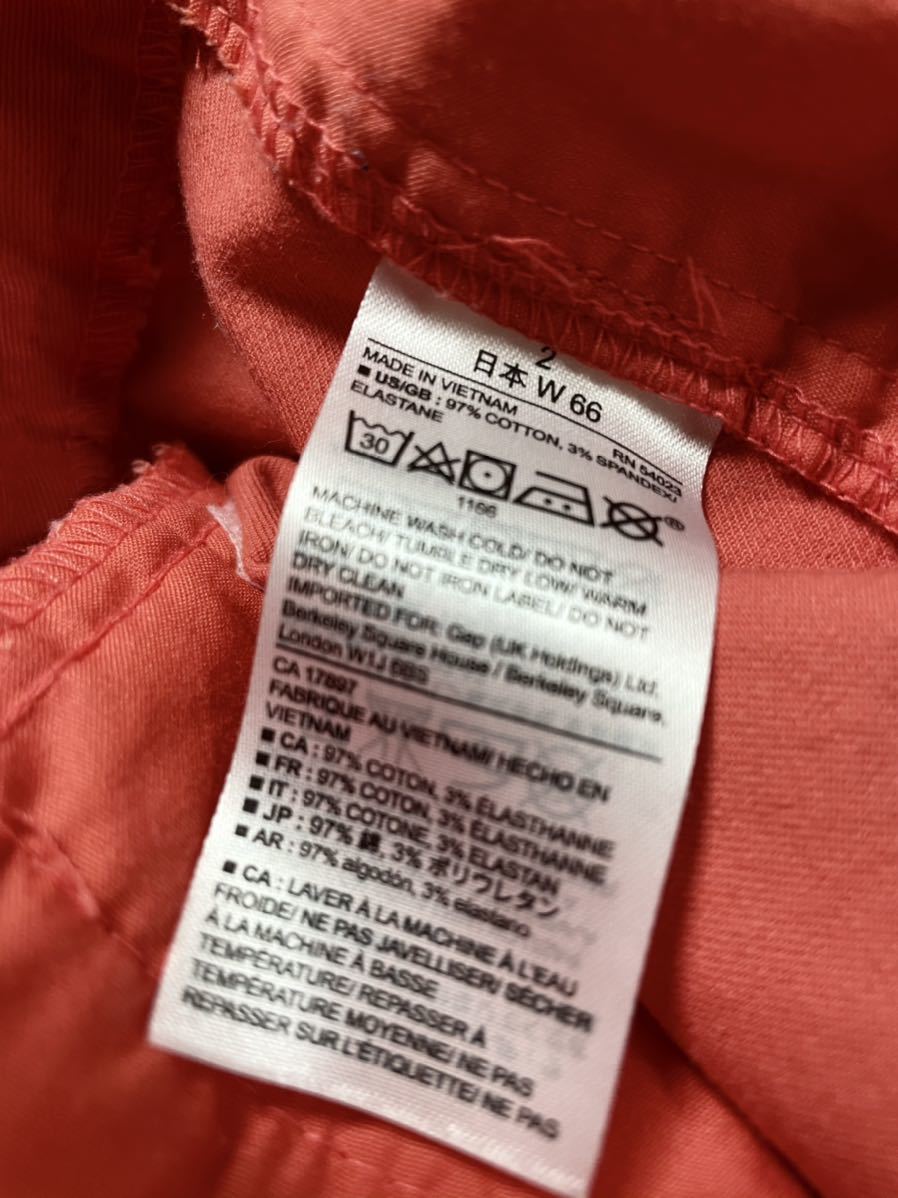 2
日本 W 66
MADE IN VIETNAM RN 54023
■ US/GB : 97% COTTON, 3% SPANDEX/
ELASTANE
30
®
1166
MACHINE WASH COLD/ DO NOT
BLEACH/ TUMBLE DRY LOW/ WARM
IRON/ DO NOT IRON LABEL/ DO NOT
DRY CLEAN
IMPORTED FOR: Gap (UK Holdings) Ltd.
Berkeley Square House / Berkeley Square,
London W1J 6BS
CA 17897
FABRIQUE AU VIETNAM/ HECHO EN
VIETNAM
■ CA : 97% COTON, 3% ÉLASTHANNE
■ FR : 97% COTON, 3% ÉLASTHANNE,
■ IT : 97% COTONE, 3% ELASTAN
■ JP : 97% 綿, 3% ポリウレタン
■ AR : 97% algodón, 3% elastano
■ CA : LAVER À LA MACHINE À L'EAU
FROIDE/ NE PAS JAVELLISER/ SÉCHER
À LA MACHINE À BASSE
TEMPÉRATURE/ REPASSER À
TEMPÉRATURE MOYENNE/ NE PAS
REPASSER SUR L'ÉTIQUETTE/ NE PAS